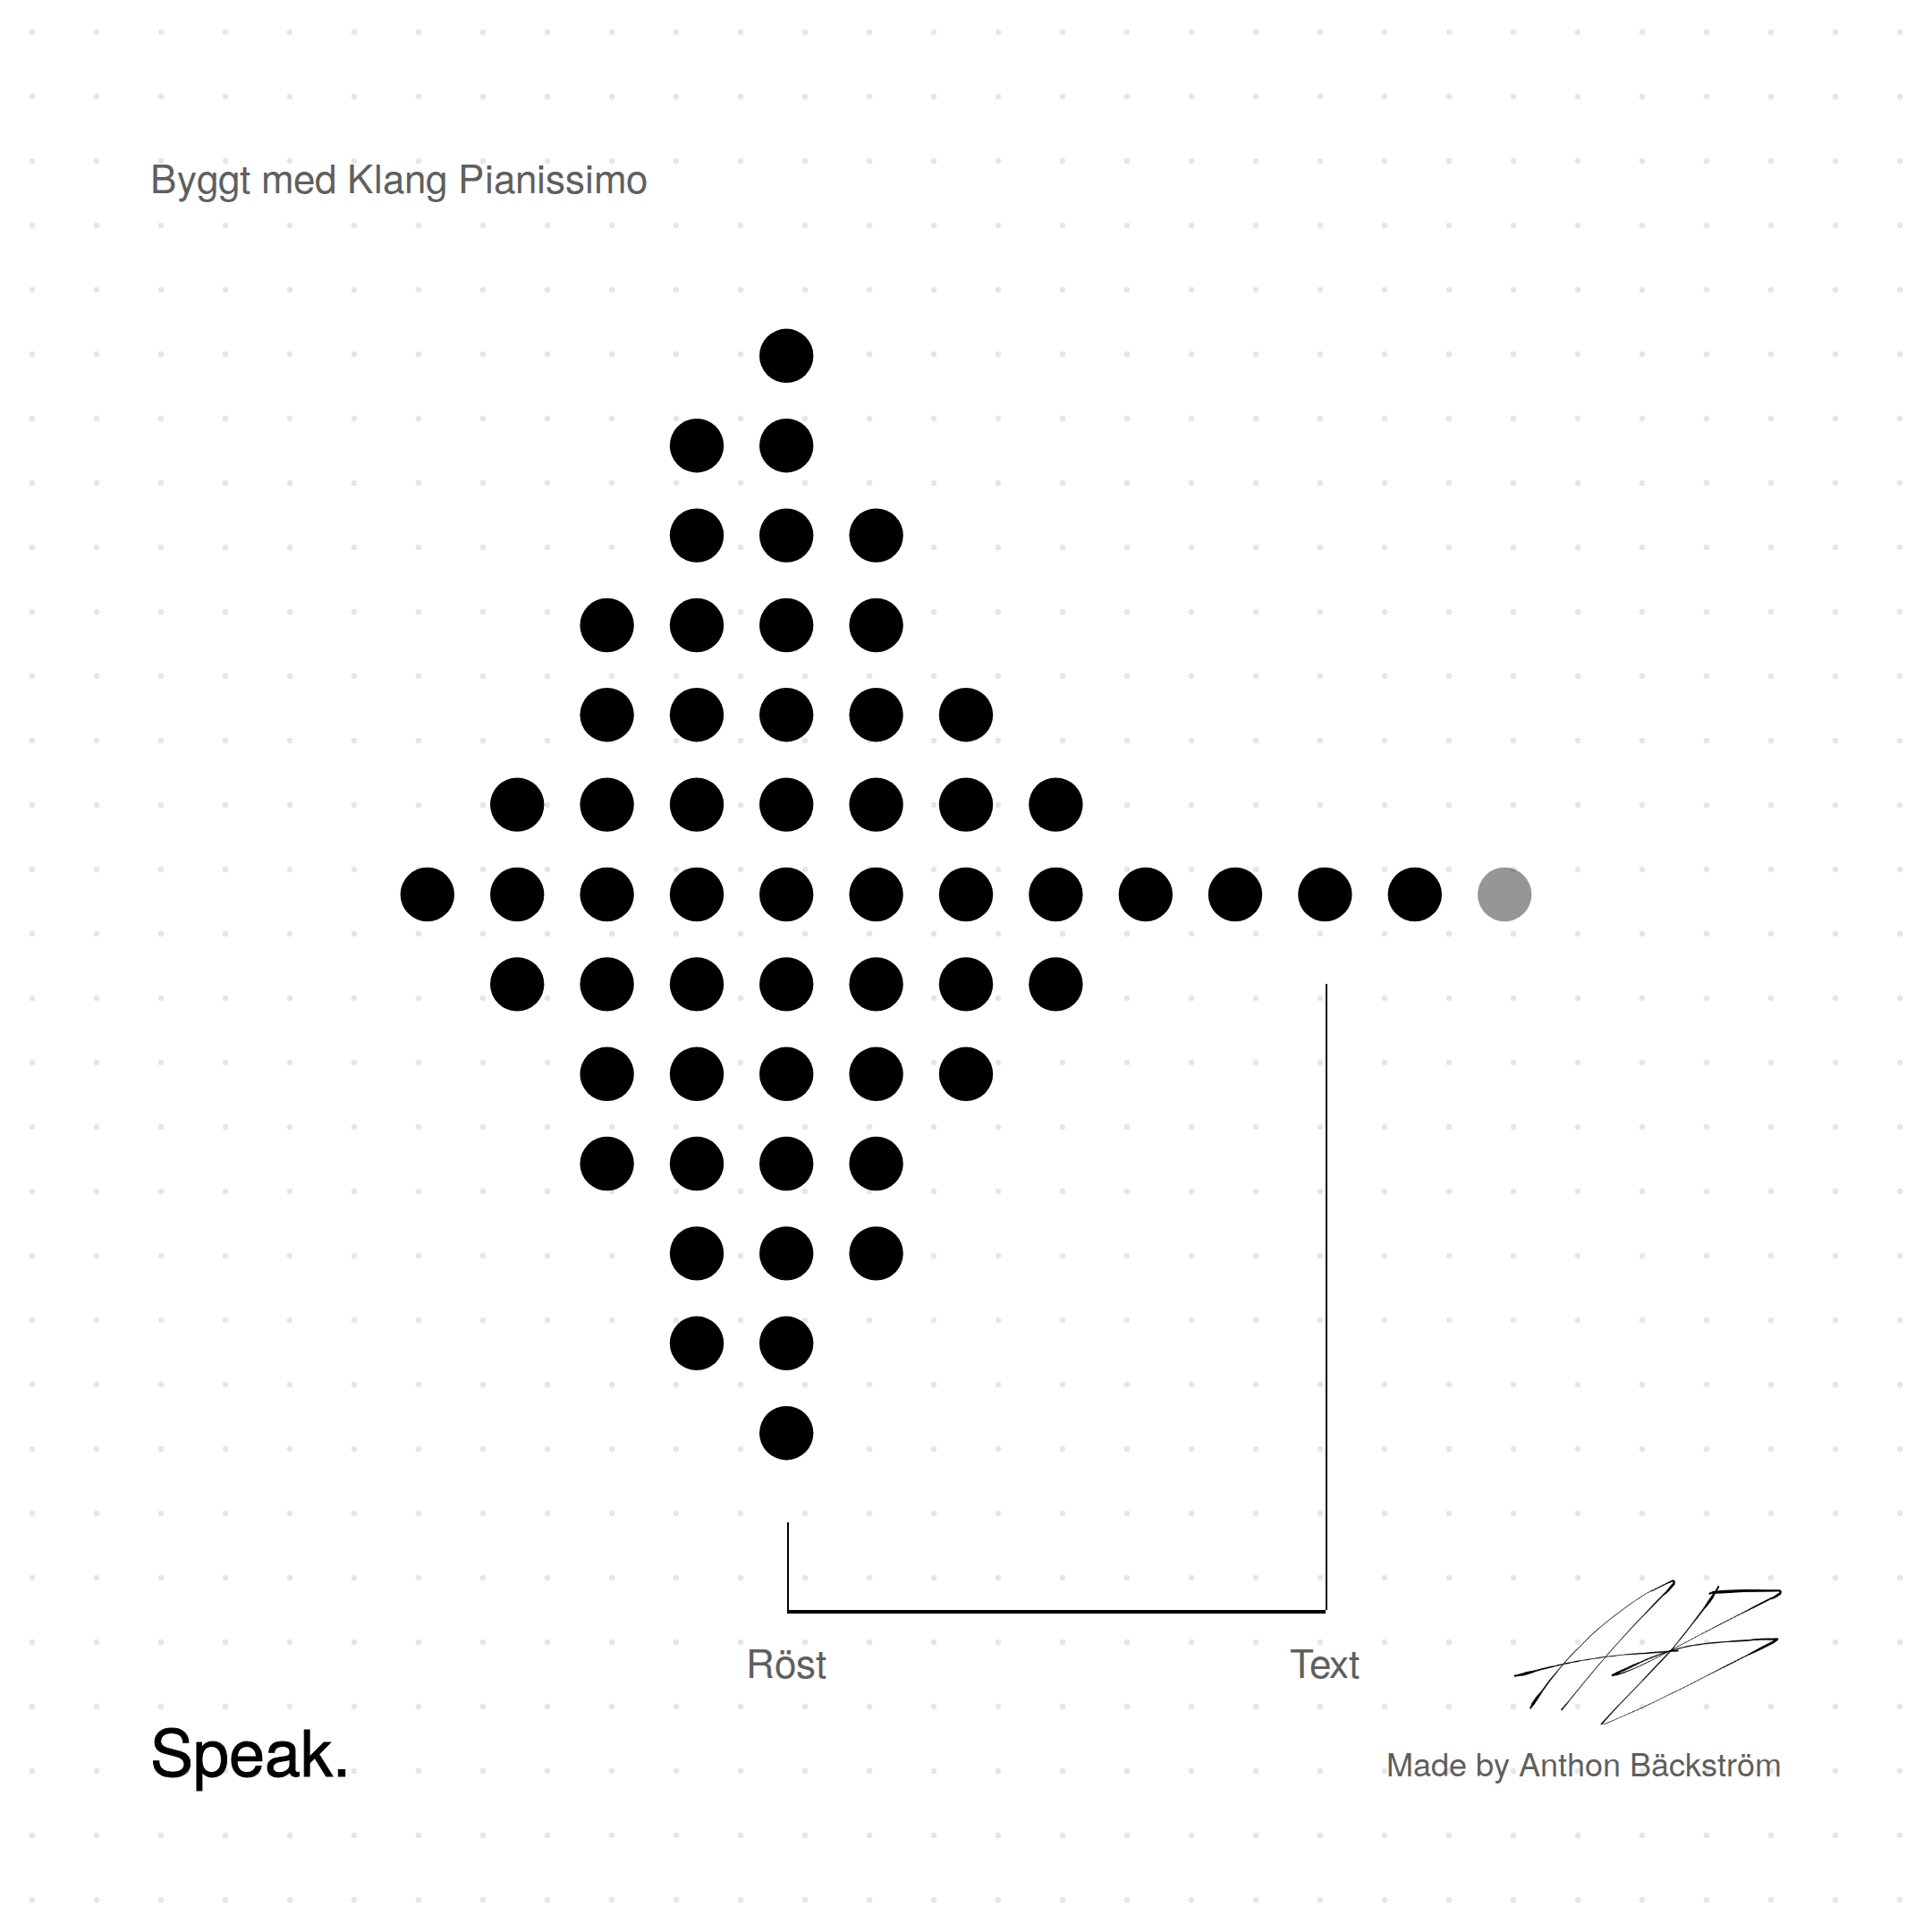 Byggt med Klang Pianissimo
Röst
Text
Speak.
Made by Anthon Bäckström